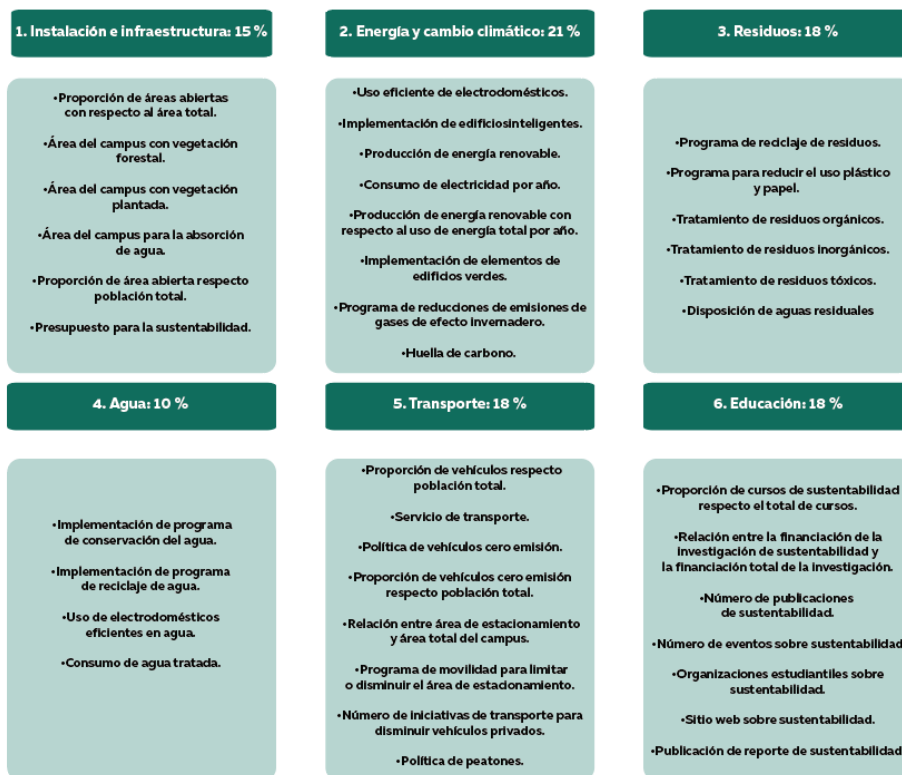 1. Instalación e infraestructura: 15 %
•Proporción de áreas abiertas
con respecto al área total.
•Área del campus con vegetación
forestal.
•Área del campus con vegetación
plantada.
•Área del campus para la absorción
de agua.
•Proporción de área abierta respecto
población total.
•Presupuesto para la sustentabilidad.
2. Energía y cambio climático: 21 %
•Uso eficiente de electrodomésticos.
•Implementación de edificiosinteligentes.
•Producción de energía renovable.
•Consumo de electricidad por año.
•Producción de energía renovable con
respecto al uso de energía total por año.
•Implementación de elementos de
edificios verdes.
•Programa de reducciones de emisiones de
gases de efecto invernadero.
•Huella de carbono.
3. Residuos: 18 %
•Programa de reciclaje de residuos.
•Programa para reducir el uso plástico
y papel.
•Tratamiento de residuos orgánicos.
•Tratamiento de residuos inorgánicos.
•Tratamiento de residuos tóxicos.
•Disposición de aguas residuales
4. Agua: 10 %
•Implementación de programa
de conservación del agua.
•Implementación de programa
de reciclaje de agua.
•Uso de electrodomésticos
eficientes en agua.
•Consumo de agua tratada.
5. Transporte: 18 %
•Proporción de vehículos respecto
población total.
•Servicio de transporte.
•Política de vehículos cero emisión.
•Proporción de vehículos cero emisión
respecto población total.
•Relación entre área de estacionamiento
y área total del campus.
•Programa de movilidad para limitar
o disminuir el área de estacionamiento.
•Número de iniciativas de transporte para
disminuir vehículos privados.
•Política de peatones.
6. Educación: 18 %
•Proporción de cursos de sustentabilidad
respecto el total de cursos.
•Relación entre la financiación de la
investigación de sustentabilidad y
la financiación total de la investigación.
•Número de publicaciones
de sustentabilidad.
•Número de eventos sobre sustentabilidad
•Organizaciones estudiantiles sobre
sustentabilidad.
•Sitio web sobre sustentabilidad.
•Publicación de reporte de sustentabilidad